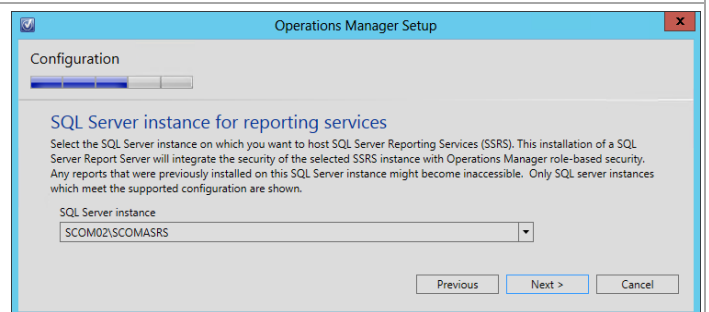 Operations Manager Setup
x
Configuration
SQL Server instance for reporting services
Select the SQL Server instance on which you want to host SQL Server Reporting Services (SSRS). This installation of a SQL
Server Report Server will integrate the security of the selected SSRS instance with Operations Manager role-based security.
Any reports that were previously installed on this SQL Server instance might become inaccessible.  Only SQL server instances
which meet the supported configuration are shown.
SQL Server instance
SCOM02\SCOMASRS
Previous Next > Cancel